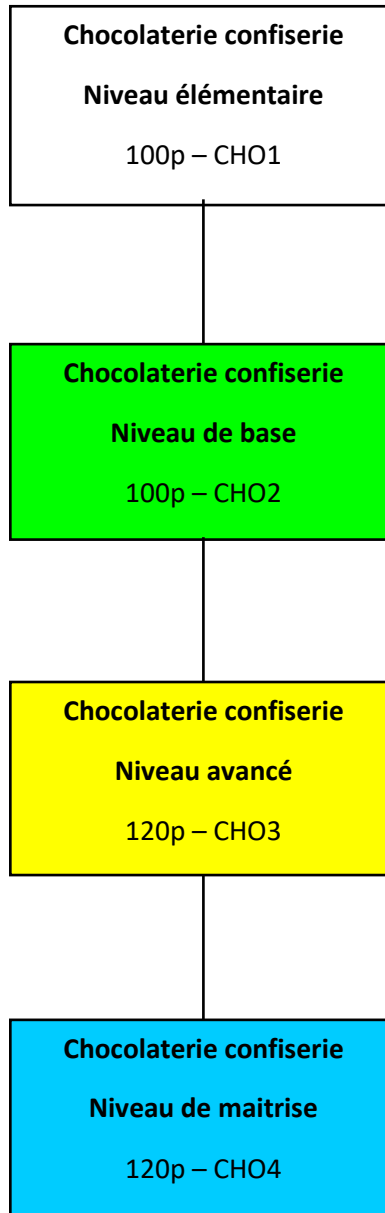 Chocolaterie confiserie
Niveau élémentaire
100p – CHO1
Chocolaterie confiserie
Niveau de base
100p – CHO2
Chocolaterie confiserie
Niveau avancé
120p – CHO3
Chocolaterie confiserie
Niveau de maitrise
120p – CHO4